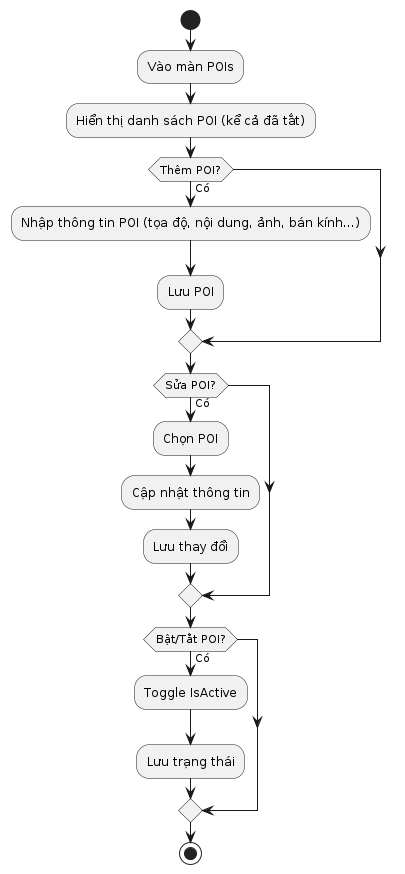 Vào màn POIs
Hiển thị danh sách POI (kể cả đã tắt)
Thêm POI?
Có
Nhập thông tin POI (tọa độ, nội dung, ảnh, bán kính...)
Lưu POI
Sửa POI?
Có
Chọn POI
Cập nhật thông tin
Lưu thay đổi
Bật/Tắt POI?
Có
Toggle IsActive
Lưu trạng thái